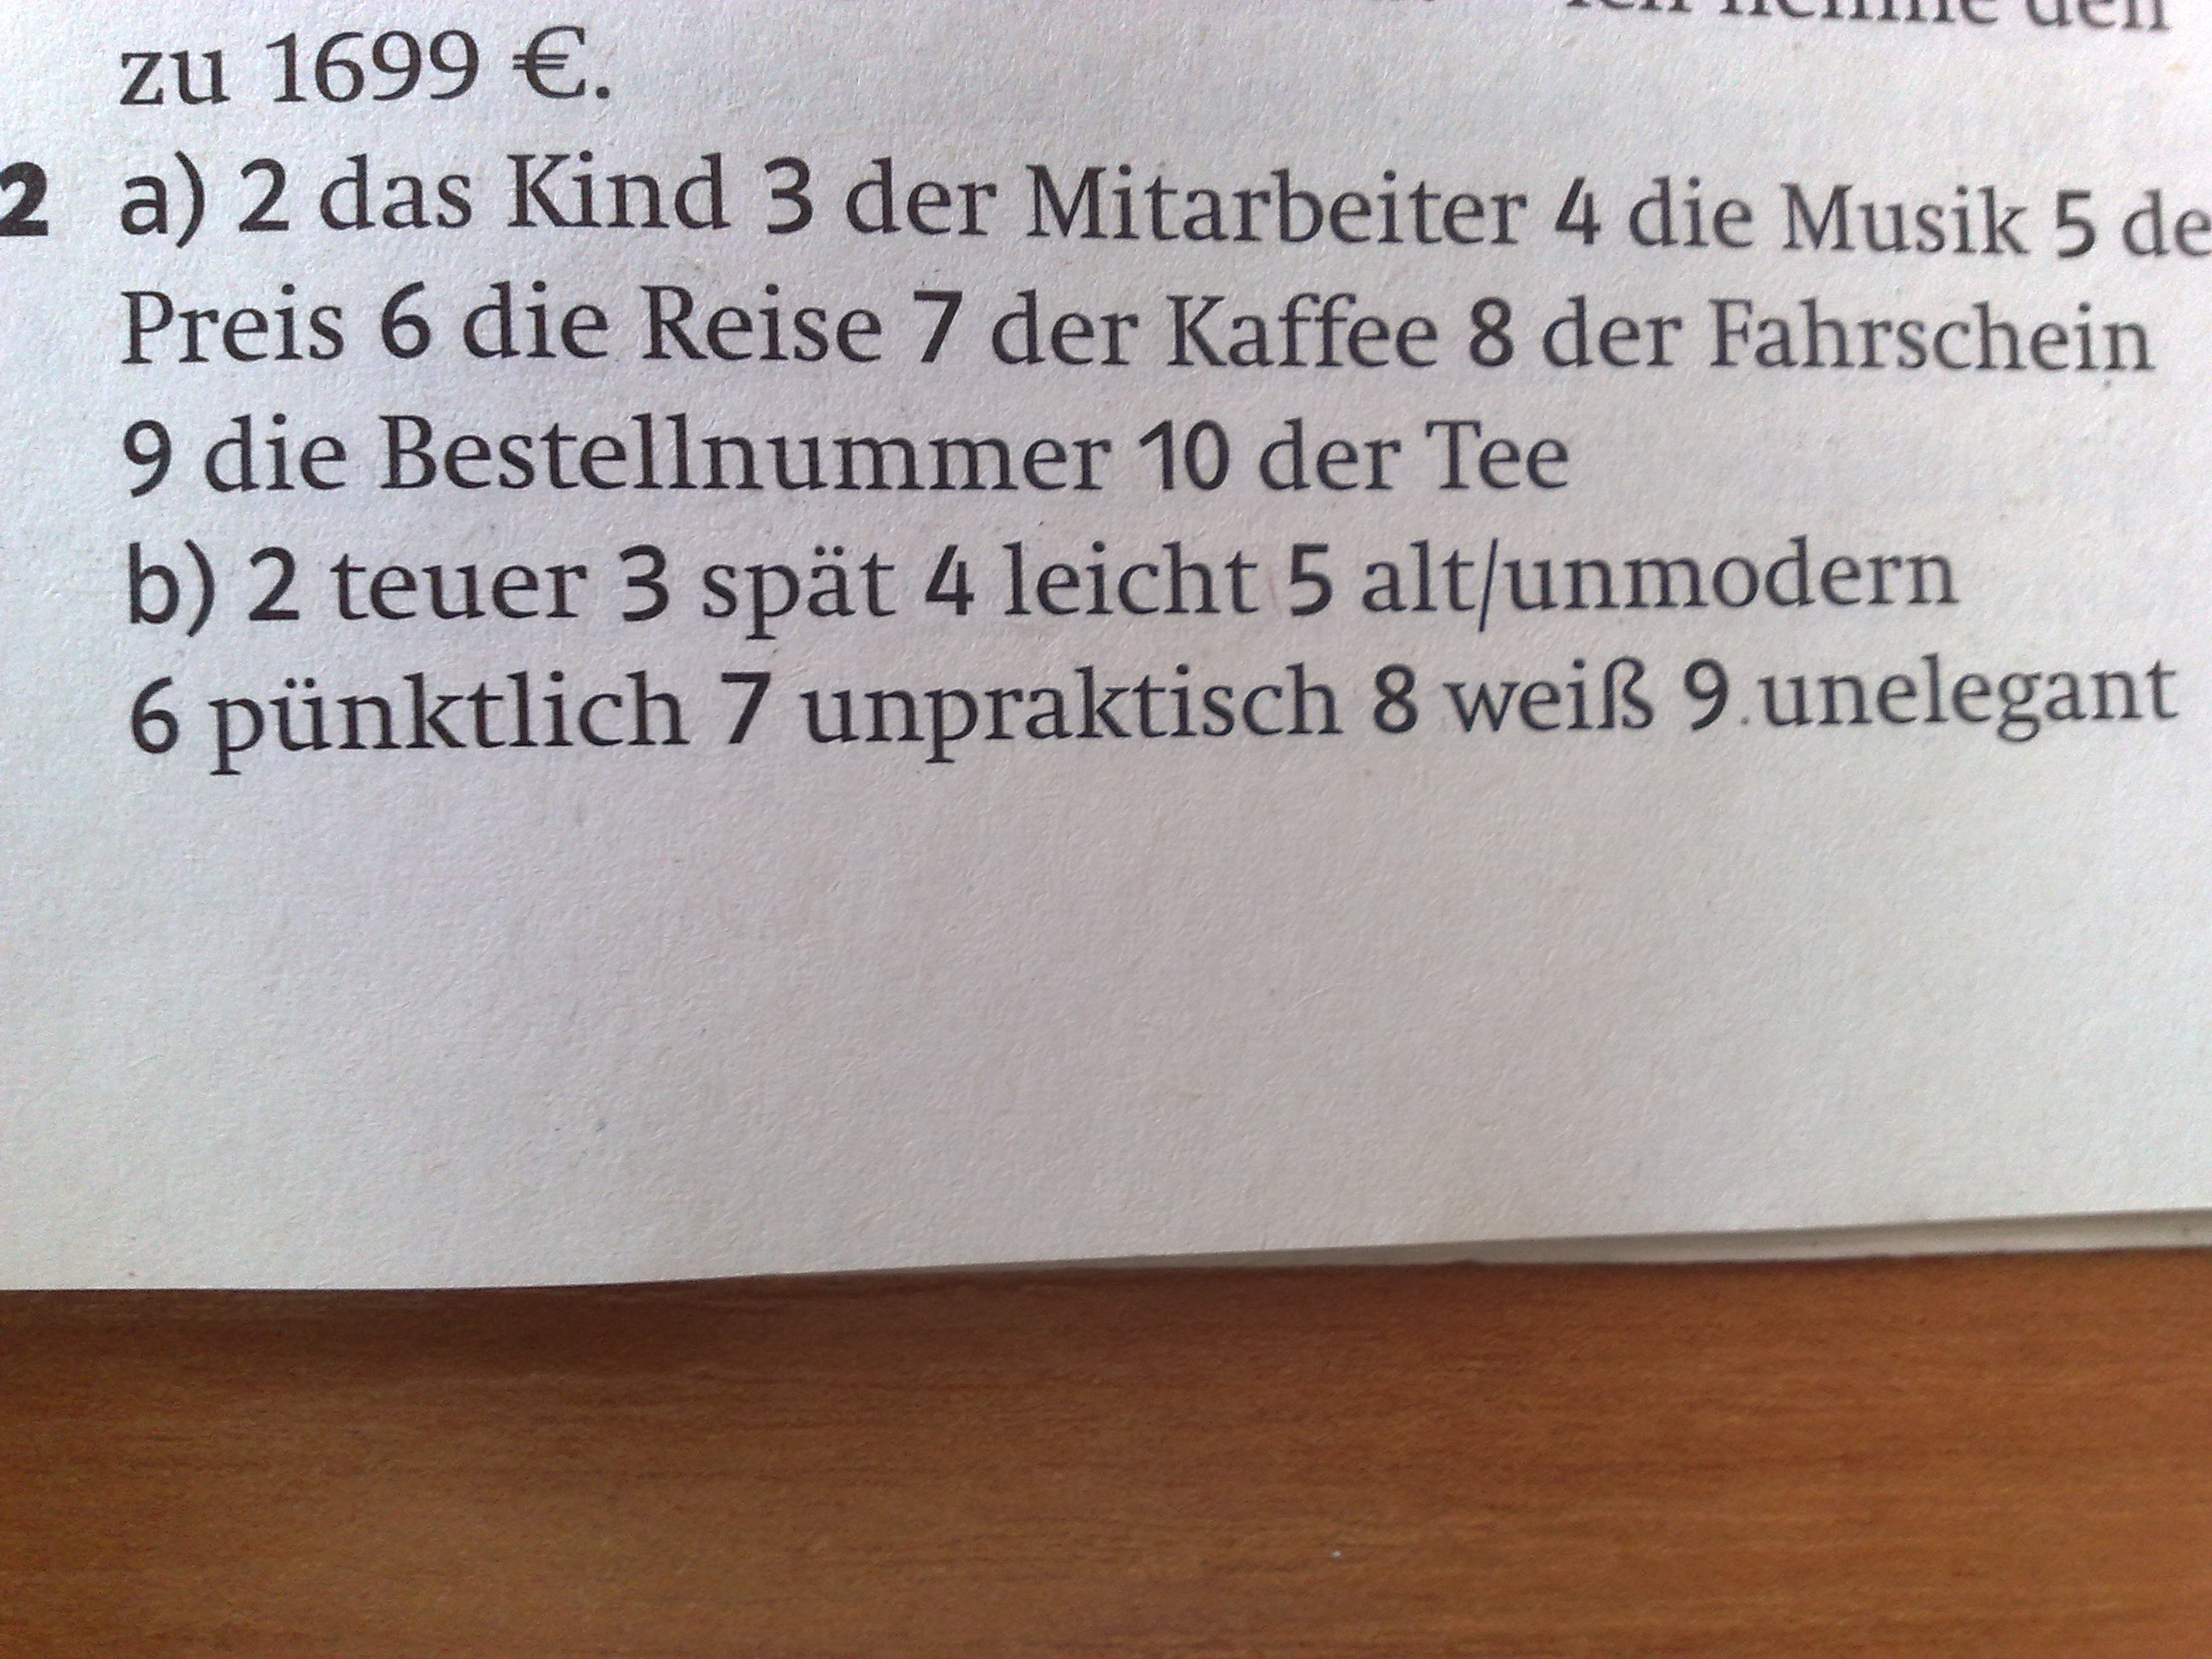 ich nehme den
zu 1699 €.
2 a) 2 das Kind 3 der Mitarbeiter 4 die Musik 5 de
Preis 6 die Reise 7 der Kaffee 8 der Fahrschein
9 die Bestellnummer 10 der Tee
b) 2 teuer 3 spät 4 leicht 5 alt/unmodern
6 pünktlich 7 unpraktisch 8 weiß 9 unelegant